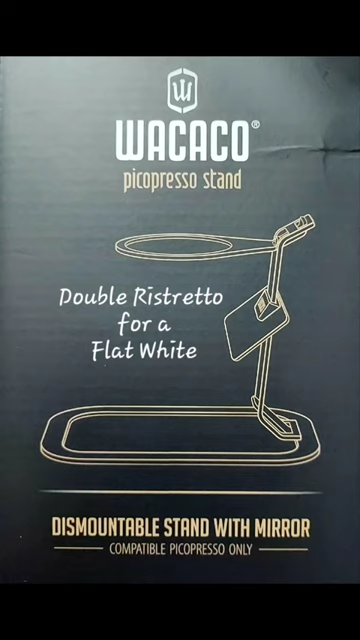 WACACO®
picopresso stand
Double Ristretto
for a
Flat White
DISMOUNTABLE STAND WITH MIRROR
COMPATIBLE PICOPRESSO ONLY